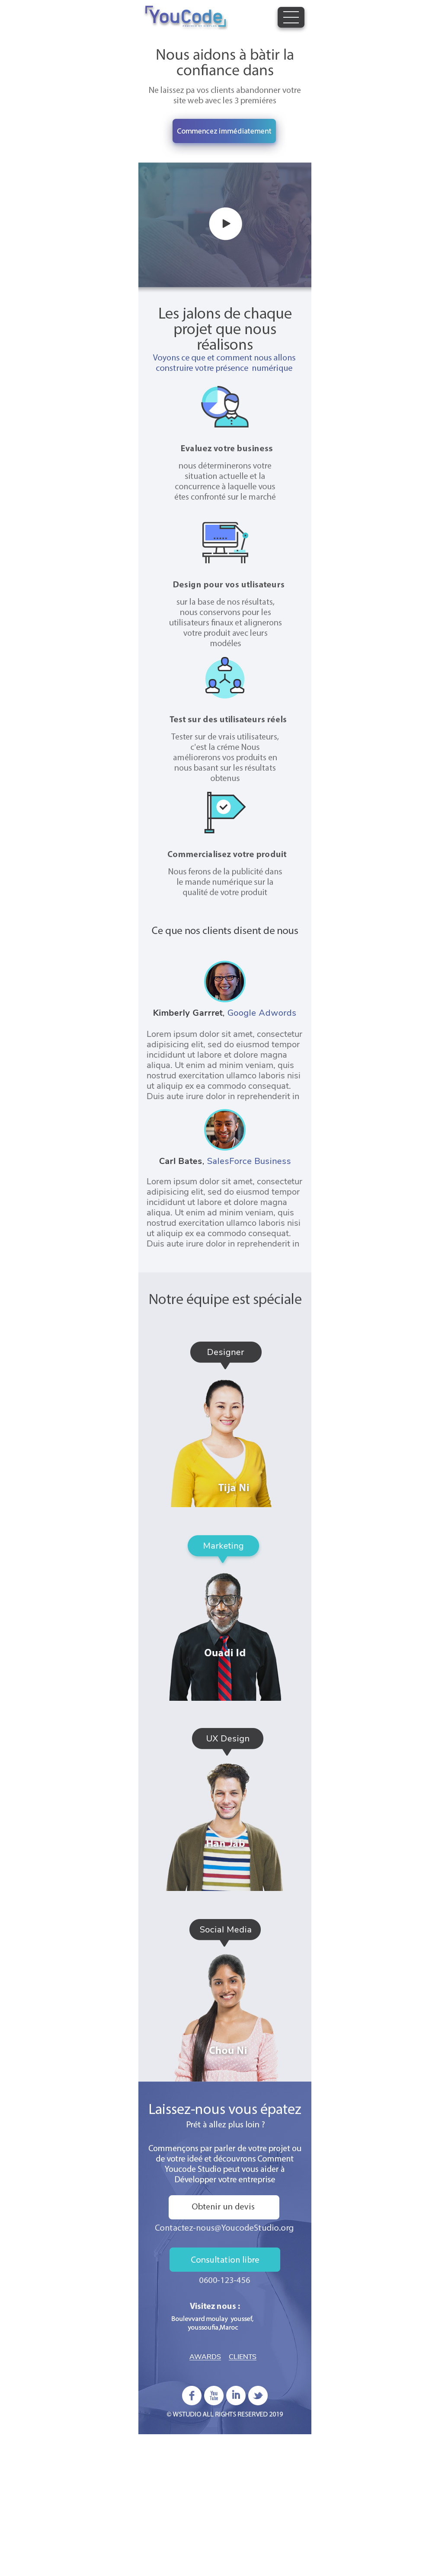 YouCode
Nous aidons à bàtir la
confiance dans
Ne laissez pa vos clients abandonner votre
site web avec les 3 premiéres
Commencez immédiatement
Les jalons de chaque
projet que nous
réalisons
Voyons ce que et comment nous allons
construire votre présence numérique
Evaluez votre business
nous déterminerons votre
situation actuelle et la
concurrence à laquelle vous
étes confronté sur le marché
Design pour vos utlisateurs
sur la base de nos résultats,
nous conservons pour les
utilisateurs finaux et alignerons
votre produit avec leurs
modéles
Test sur des utilisateurs réels
Tester sur de vrais utilisateurs,
c'est la créme Nous
améliorerons vos produits en
nous basant sur les résultats
obtenus
Commercialisez votre produit
Nous ferons de la publicité dans
le mande numérique sur la
qualité de votre produit
Ce que nos clients disent de nous
Kimberly Garrret, Google Adwords
Lorem ipsum dolor sit amet, consectetur
adipisicing elit, sed do eiusmod tempor
incididunt ut labore et dolore magna
aliqua. Ut enim ad minim veniam, quis
nostrud exercitation ullamco laboris nisi
ut aliquip ex ea commodo consequat.
Duis aute irure dolor in reprehenderit in
Carl Bates, SalesForce Business
Lorem ipsum dolor sit amet, consectetur
adipisicing elit, sed do eiusmod tempor
incididunt ut labore et dolore magna
aliqua. Ut enim ad minim veniam, quis
nostrud exercitation ullamco laboris nisi
ut aliquip ex ea commodo consequat.
Duis aute irure dolor in reprehenderit in
Notre équipe est spéciale
Designer
Tija Ni
Marketing
Ouadi Id
UX Design
Han Jab
Social Media
Chou Ni
Laissez-nous vous épatez
Prét à allez plus loin ?
Commençons par parler de votre projet ou
de votre ideé et découvrons Comment
Youcode Studio peut vous aider à
Développer votre entreprise
Obtenir un devis
Contactez-nous@YoucodeStudio.org
Consultation libre
0600-123-456
Visitez nous :
Boulevvard moulay youssef,
youssoufia,Maroc
AWARDS CLIENTS
You Tube in
© WSTUDIO ALL RIGHTS RESERVED 2019